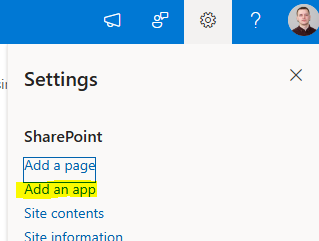 Settings
SharePoint
Add a page
Add an app
Site contents
Site information